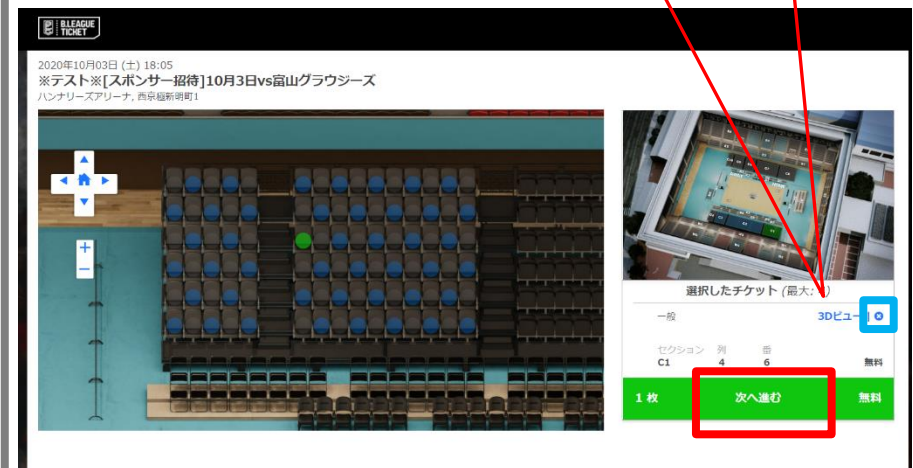 B.LEAGUE
TICKET
2020年10月03日 (土) 18:05
※テスト※[スポンサー招待]10月3日vs富山グラウジーズ
ハンナリーズアリーナ, 西京極新明町1
選択したチケット (最大:
一般 3Dビュー
セクション 列 番
C1 4 6 無料
1 枚 次へ進む 無料